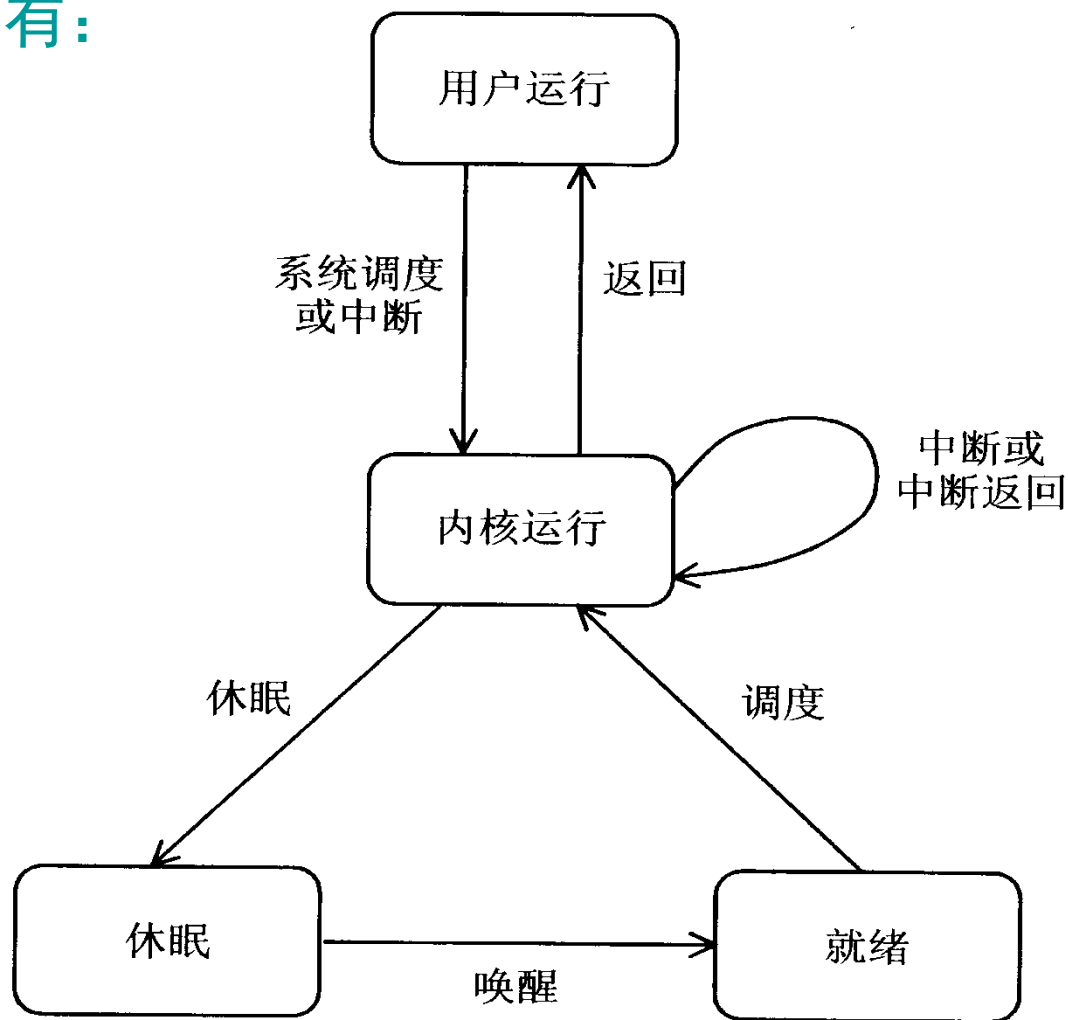 有：
用户运行
系统调度
或中断
返回
中断或
中断返回
内核运行
休眠
调度
休眠
就绪
唤醒